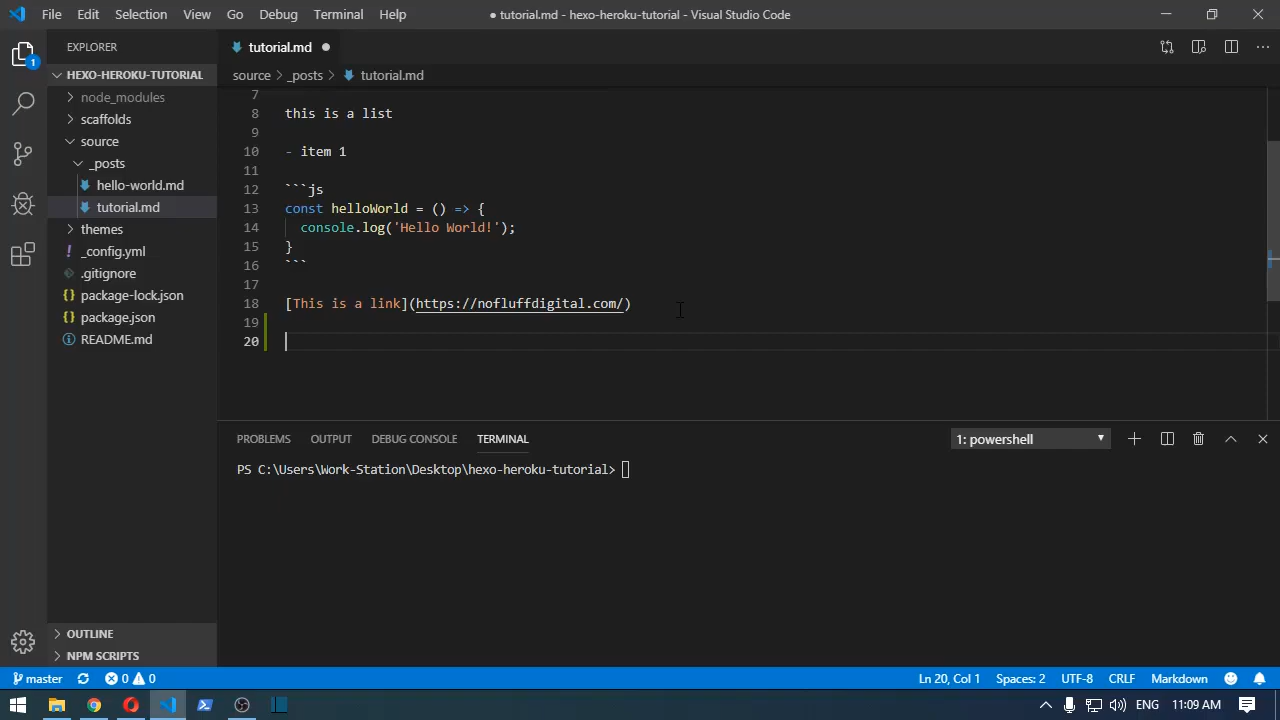 File Edit Selection View Go Debug Terminal Help ● tutorial.md - hexo-heroku-tutorial - Visual Studio Code
EXPLORER
tutorial.md
1
HEXO-HEROKU-TUTORIAL
source > _posts > tutorial.md
node_modules
scaffolds
source
_posts
hello-world.md
tutorial.md
themes
! _config.yml
.gitignore
{} package-lock.json
{} package.json
README.md
OUTLINE
NPM SCRIPTS
7
8 this is a list
9
10 - item 1
11
12 ```js
13 const helloWorld = () => {
14 console.log('Hello World!');
15 }
16 ```
17
18 [This is a link](https://nofluffdigital.com/)
19
20
PROBLEMS OUTPUT DEBUG CONSOLE TERMINAL 1: powershell
PS C:\Users\Work-Station\Desktop\hexo-heroku-tutorial>
master 0 0 Ln 20, Col 1 Spaces: 2 UTF-8 CRLF Markdown
ENG 11:09 AM